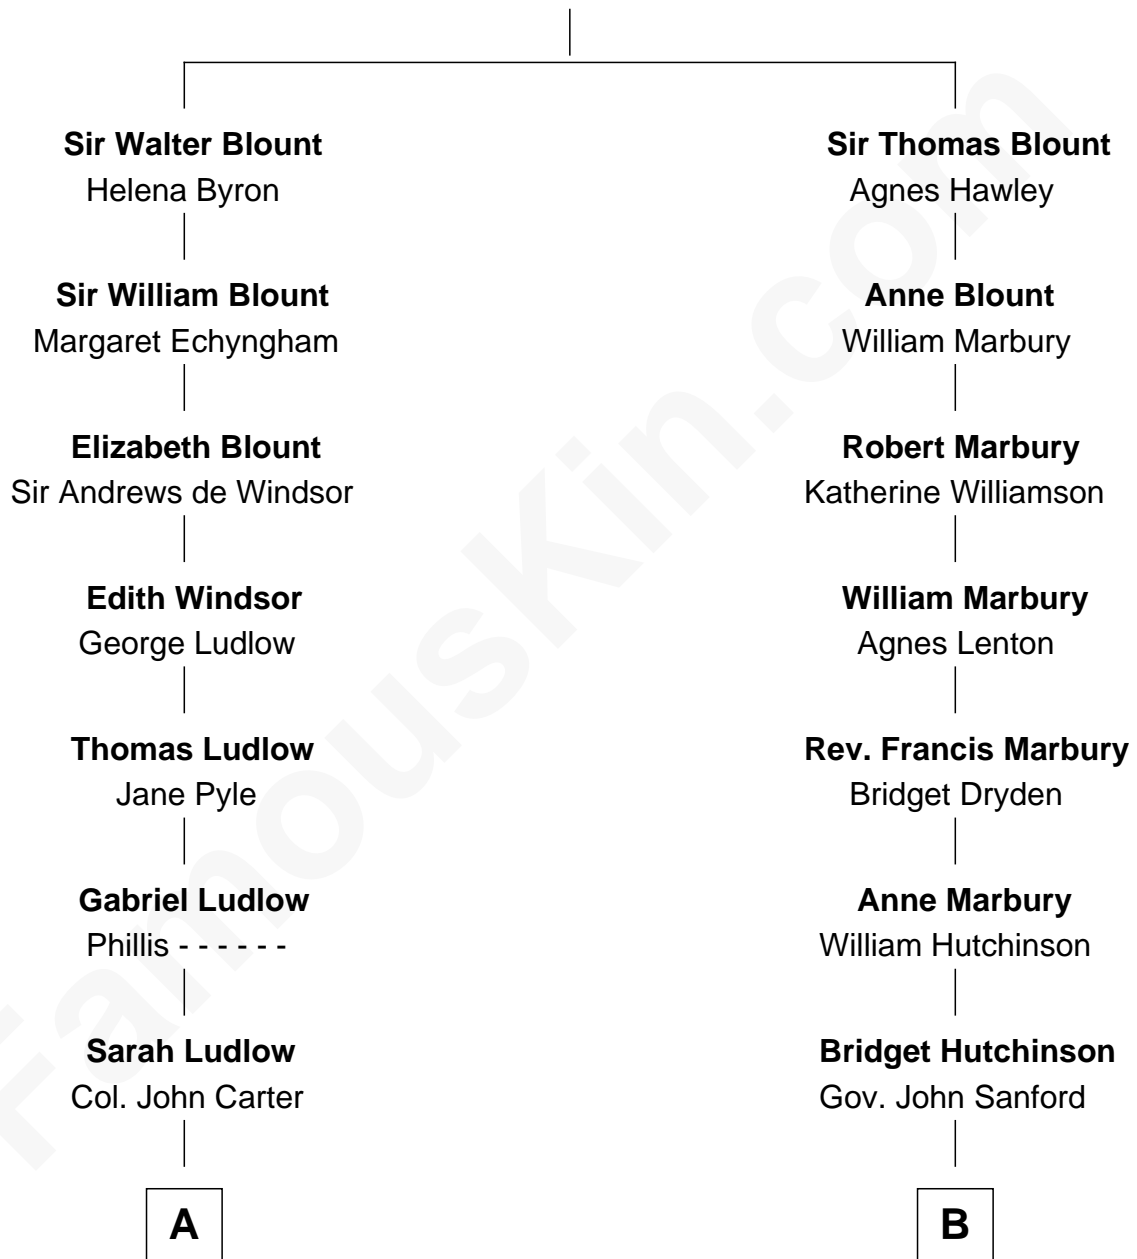 Sir Walter Blount
Helena Byron
Sir William Blount
Margaret Echyngham
Elizabeth Blount
Sir Andrews de Windsor
Edith Windsor
George Ludlow
Thomas Ludlow
Jane Pyle
Gabriel Ludlow
Phillis - - - - - -
Sarah Ludlow
Col. John Carter
A
Sir Thomas Blount
Agnes Hawley
Anne Blount
William Marbury
Robert Marbury
Katherine Williamson
William Marbury
Agnes Lenton
Rev. Francis Marbury
Bridget Dryden
Anne Marbury
William Hutchinson
Bridget Hutchinson
Gov. John Sanford
B
FamousKin.com